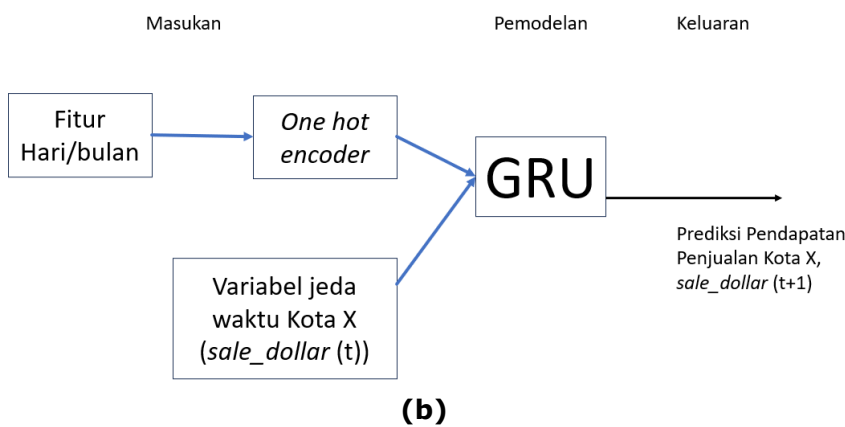 Masukan
Pemodelan
Keluaran
Fitur
Hari/bulan
One hot
encoder
GRU
Variabel jeda
waktu Kota X
(sale_dollar (t))
Prediksi Pendapatan
Penjualan Kota X,
sale_dollar (t+1)
(b)